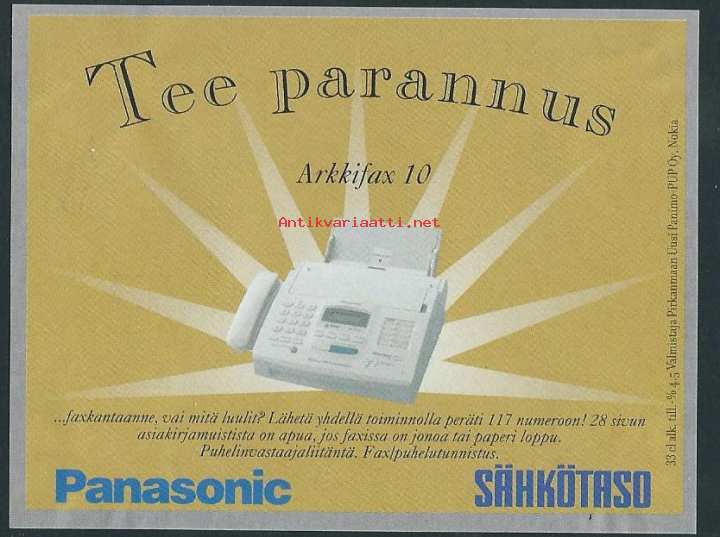 Tee parannus
Arkkifax 10
Antikvariaatti.net
...faxkantaanne, vai mitä luulit? Lähetä yhdellä toiminnolla peräti 117 numeroon! 28 sivun
asiakirjamuistista on apua, jos faxissa on jonoa tai paperi loppu.
Puhelinvastaajaliitäntä. Fax/puhelutunnistus.
Panasonic
SÄHKÖTASO
33 cl alk. til.-% 4,5 Valmistaja Pirkanmaan Uusi Panimo-PUP Oy, Nokia